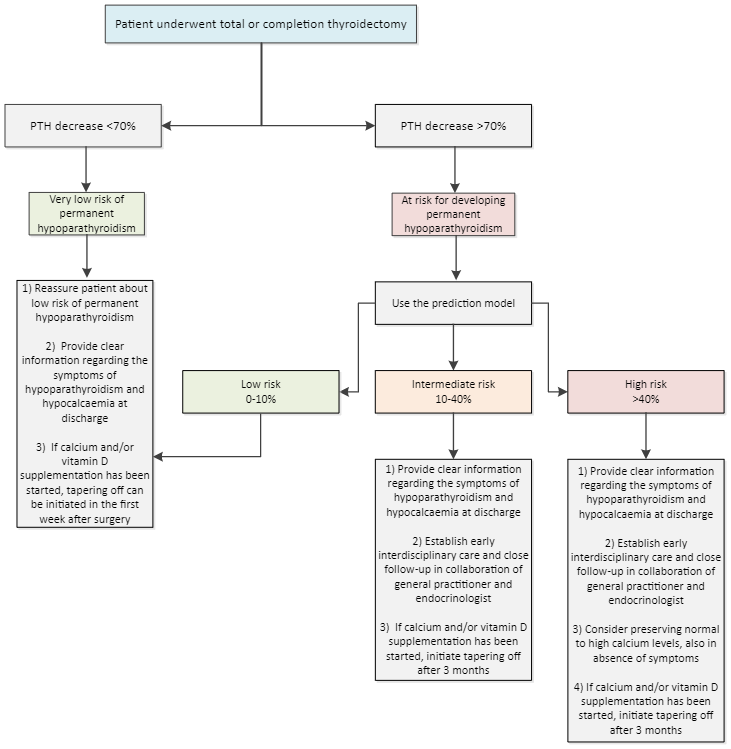 Patient underwent total or completion thyroidectomy
PTH decrease <70%
PTH decrease >70%
Very low risk of
permanent
hypoparathyroidism
At risk for developing
permanent
hypoparathyroidism
1) Reassure patient about
low risk of permanent
hypoparathyroidism
2) Provide clear
information regarding the
symptoms of
hypoparathyroidism and
hypocalcaemia at
discharge
3) If calcium and/or
vitamin D
supplementation has been
started, tapering off can
be initiated in the first
week after surgery
Use the prediction model
Low risk
0-10%
Intermediate risk
10-40%
High risk
>40%
1) Provide clear information
regarding the symptoms of
hypoparathyroidism and
hypocalcaemia at discharge
2) Establish early
interdisciplinary care and close
follow-up in collaboration of
general practitioner and
endocrinologist
3) If calcium and/or vitamin D
supplementation has been
started, initiate tapering off
after 3 months
1) Provide clear information
regarding the symptoms of
hypoparathyroidism and
hypocalcaemia at discharge
2) Establish early
interdisciplinary care and close
follow-up in collaboration of
general practitioner and
endocrinologist
3) Consider preserving normal
to high calcium levels, also in
absence of symptoms
4) If calcium and/or vitamin D
supplementation has been
started, initiate tapering off
after 3 months